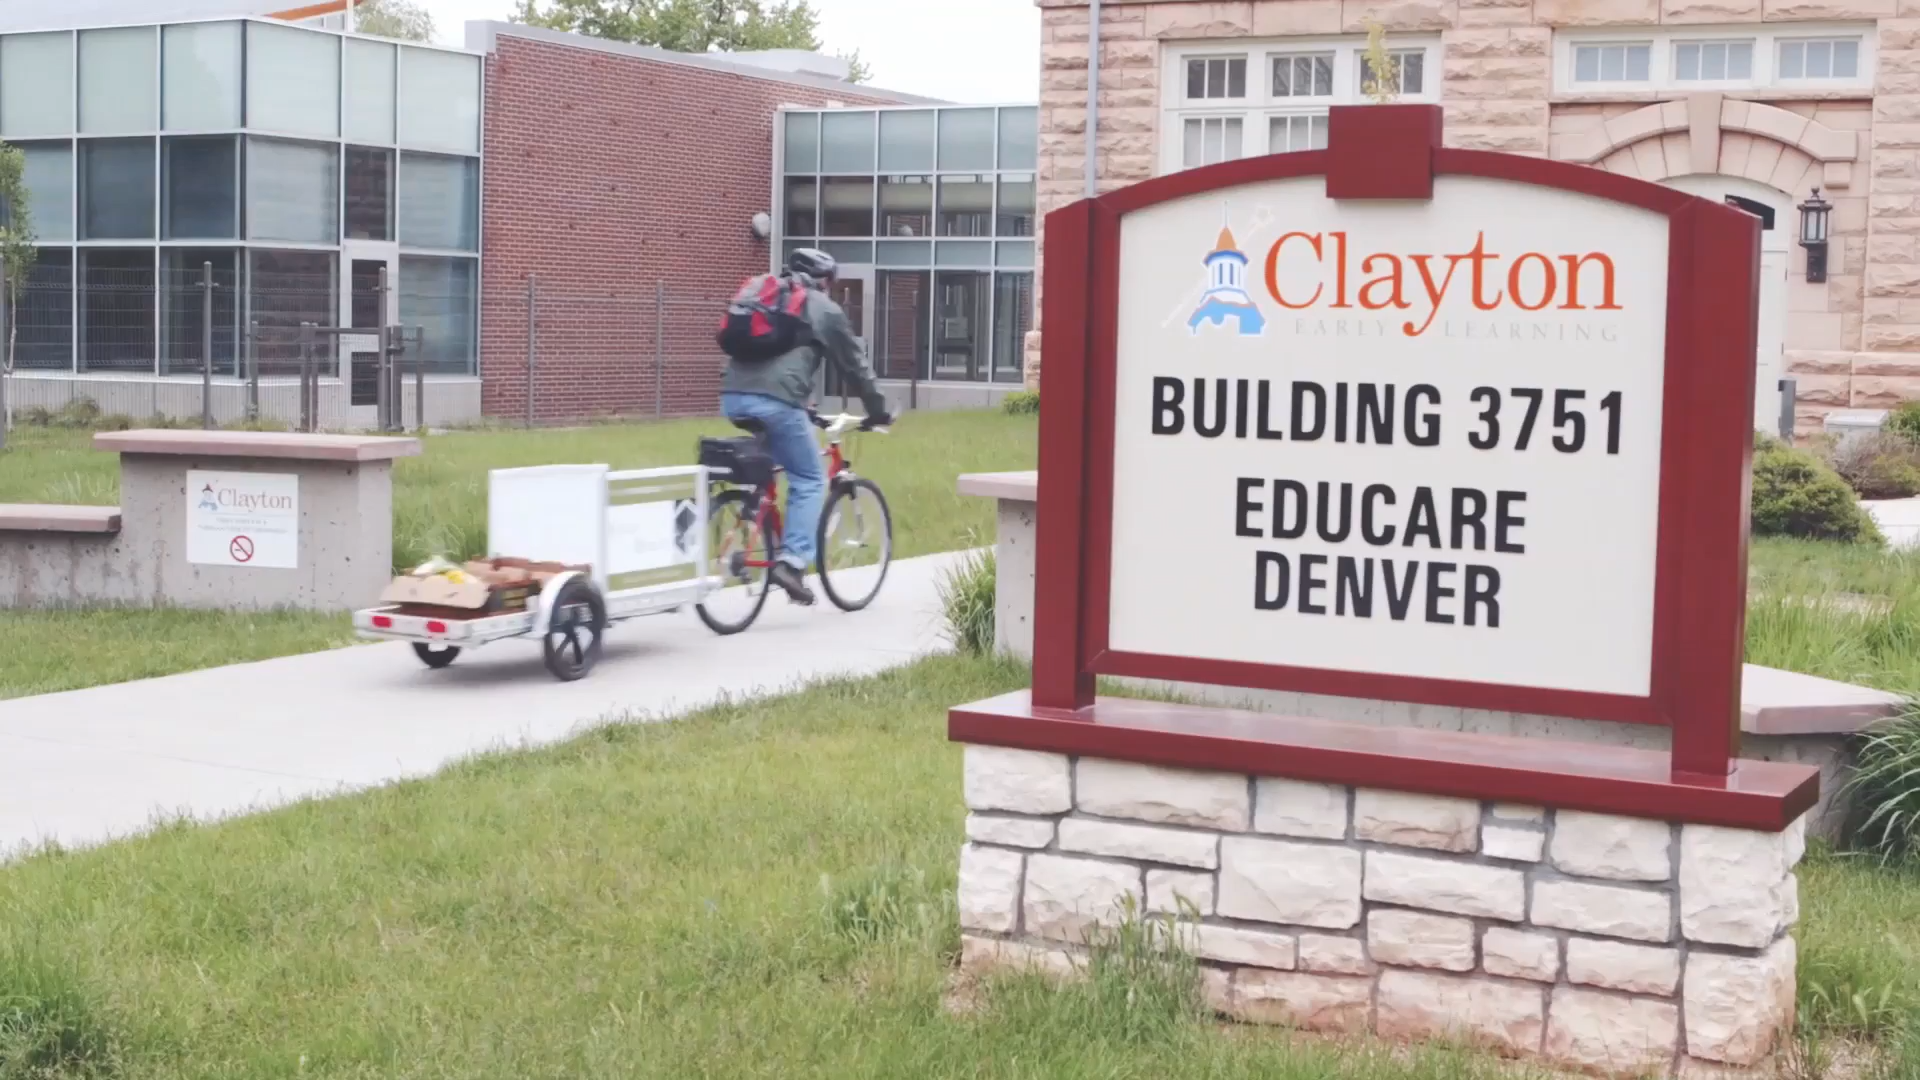 Clayton
EARLY LEARNING
BUILDING 3751
EDUCARE
DENVER
Clayton